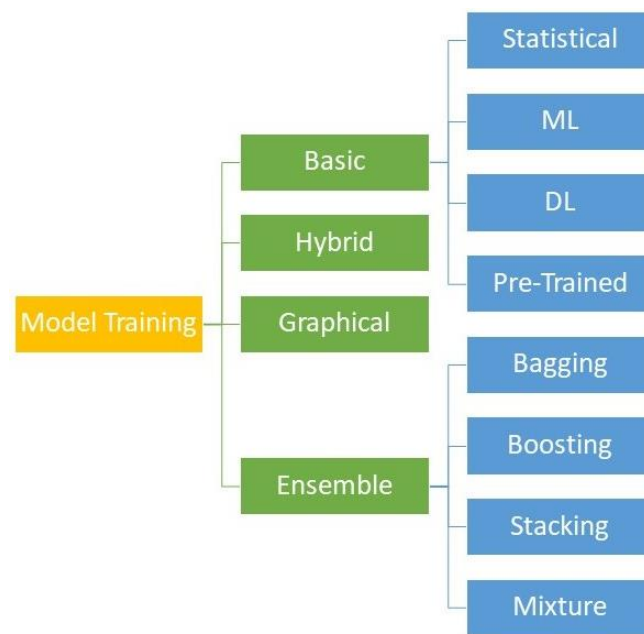 Model Training
Basic
Hybrid
Graphical
Ensemble
Statistical
ML
DL
Pre-Trained
Bagging
Boosting
Stacking
Mixture